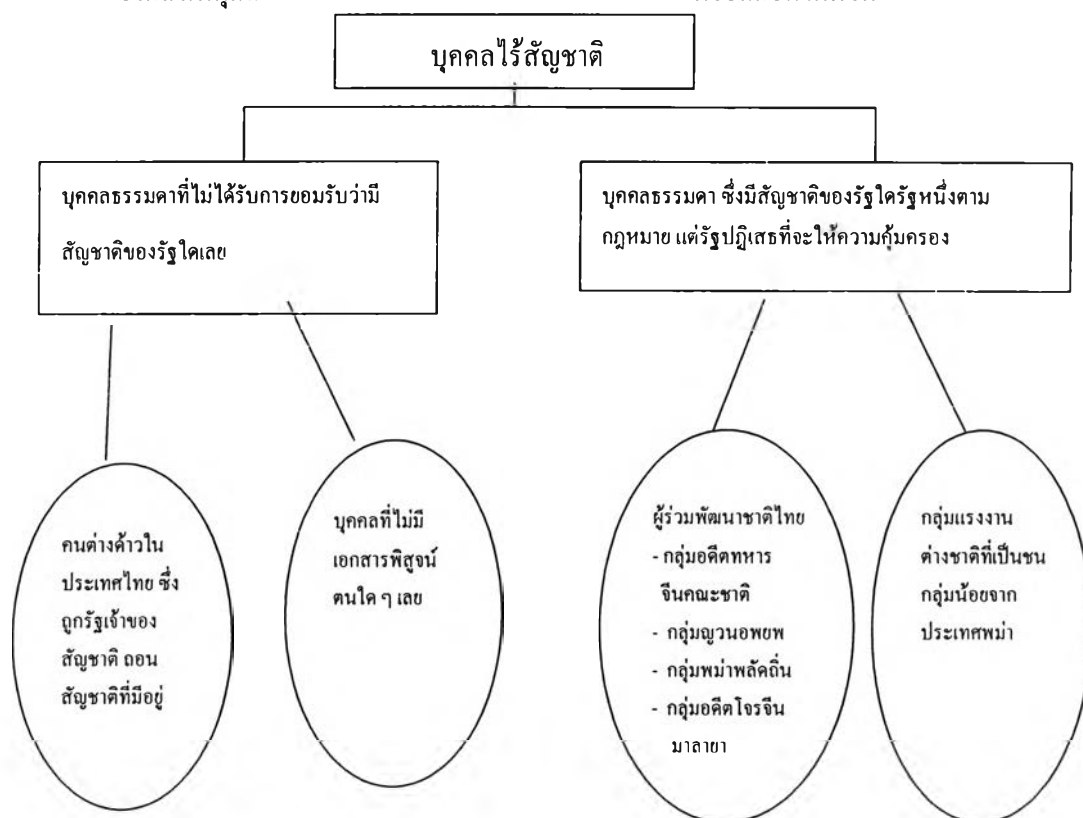 บุคคลไร้สัญชาติ
บุคคลธรรมดาที่ไม่ได้รับการยอมรับว่ามี
สัญชาติของรัฐใดเลย
บุคคลธรรมดา ซึ่งมีสัญชาติของรัฐใดรัฐหนึ่งตาม
กฎหมาย แต่รัฐปฏิเสธที่จะให้ความคุ้มครอง
คนต่างด้าวใน
ประเทศไทย ซึ่ง
ถูกรัฐเจ้าของ
สัญชาติ ถอน
สัญชาติที่มีอยู่
บุคคลที่ไม่มี
เอกสารพิสูจน์
ตนใด ๆ เลย
ผู้ร่วมพัฒนาชาติไทย
- กลุ่มอดีตทหาร
จีนคณะชาติ
- กลุ่มญวนอพยพ
- กลุ่มพม่าพลัดถิ่น
- กลุ่มอดีตโจรจีน
มาลายา
กลุ่มแรงงาน
ต่างชาติที่เป็นชน
กลุ่มน้อยจาก
ประเทศพม่า